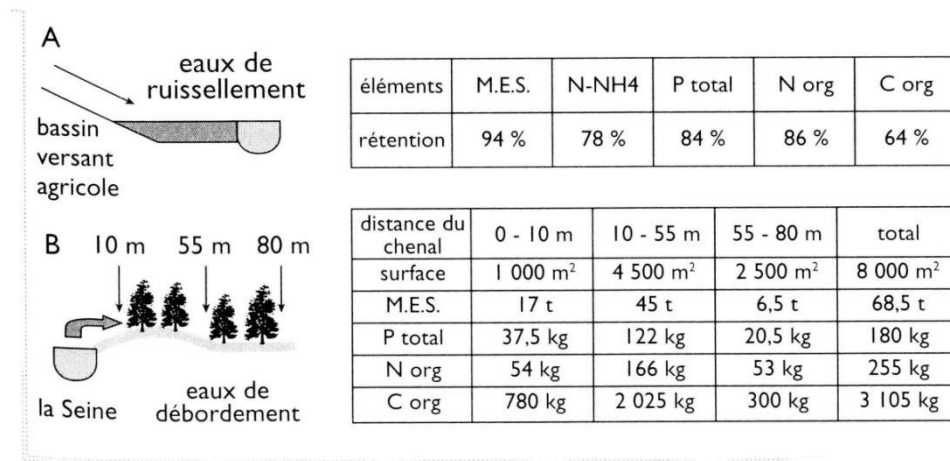 A
eaux de
ruissellement
bassin
versant
agricole
éléments M.E.S. N-NH4 P total N org C org
rétention 94 % 78 % 84 % 86 % 64 %
B 10 m 55 m 80 m
la Seine
eaux de
débordement
distance du
chenal 0 - 10 m 10 - 55 m 55 - 80 m total
surface 1 000 m² 4 500 m² 2 500 m² 8 000 m²
M.E.S. 17 t 45 t 6,5 t 68,5 t
P total 37,5 kg 122 kg 20,5 kg 180 kg
N org 54 kg 166 kg 53 kg 255 kg
C org 780 kg 2 025 kg 300 kg 3 105 kg